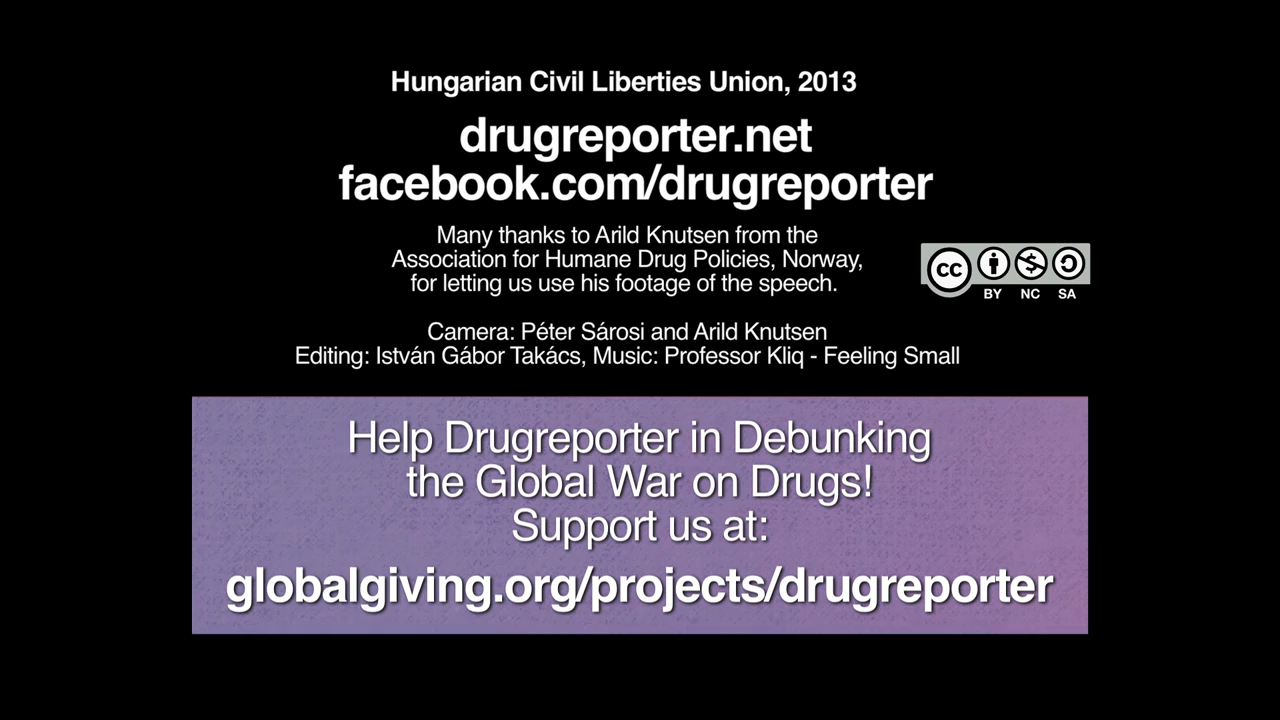 Hungarian Civil Liberties Union, 2013
drugreporter.net
facebook.com/drugreporter
Many thanks to Arild Knutsen from the
Association for Humane Drug Policies, Norway,
for letting us use his footage of the speech.
cc
BY NC SA
Camera: Péter Sárosi and Arild Knutsen
Editing: István Gábor Takács, Music: Professor Kliq - Feeling Small
Help Drugreporter in Debunking
the Global War on Drugs!
Support us at:
globalgiving.org/projects/drugreporter